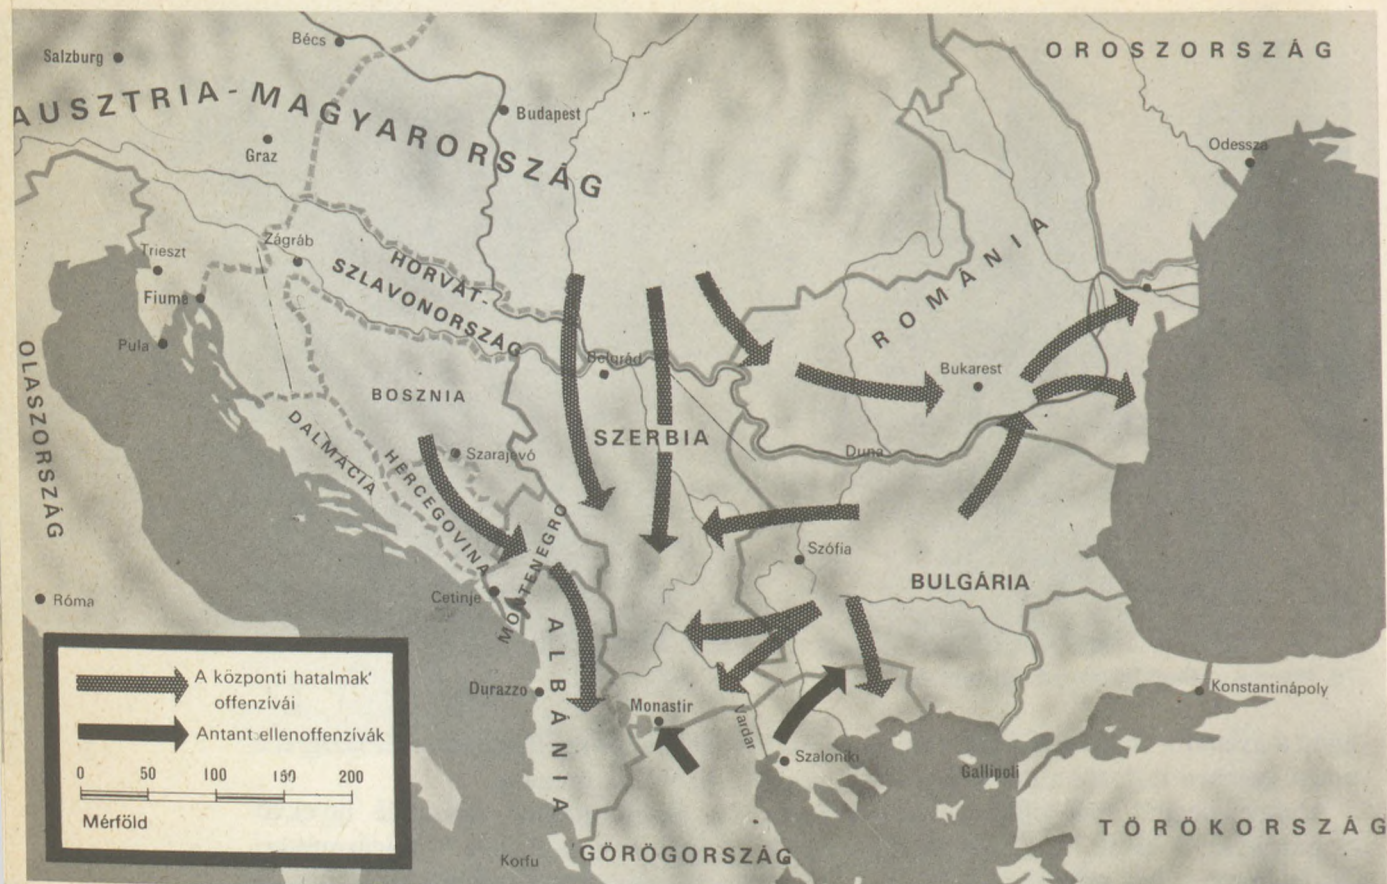 Salzburg
Bécs
OROSZORSZÁG
AUSZTRIA-MAGYARORSZÁG
Budapest
Graz
Odessza
Zágráb
Trieszt
HORVÁT-
SZLAVONORSZÁG
Fiume
ROMÁNIA
Pula
Belgrád
Bukarest
OLASZORSZÁG
BOSZNIA
DALMÁCIA
SZERBIA
Szarajevó
HERCEGOVINA
Duna
MONTENEGRO
Szófia
BULGÁRIA
Cetinje
Róma
ALBÁNIA
Durazzo
Monastir
Vardar
Szaloniki
Konstantinápoly
Gallipoli
TÖRÖKORSZÁG
Korfu
GÖRÖGORSZÁG
A központi hatalmak'
offenzívái
Antant ellenoffenzívák
0 50 100 150 200
Mérföld